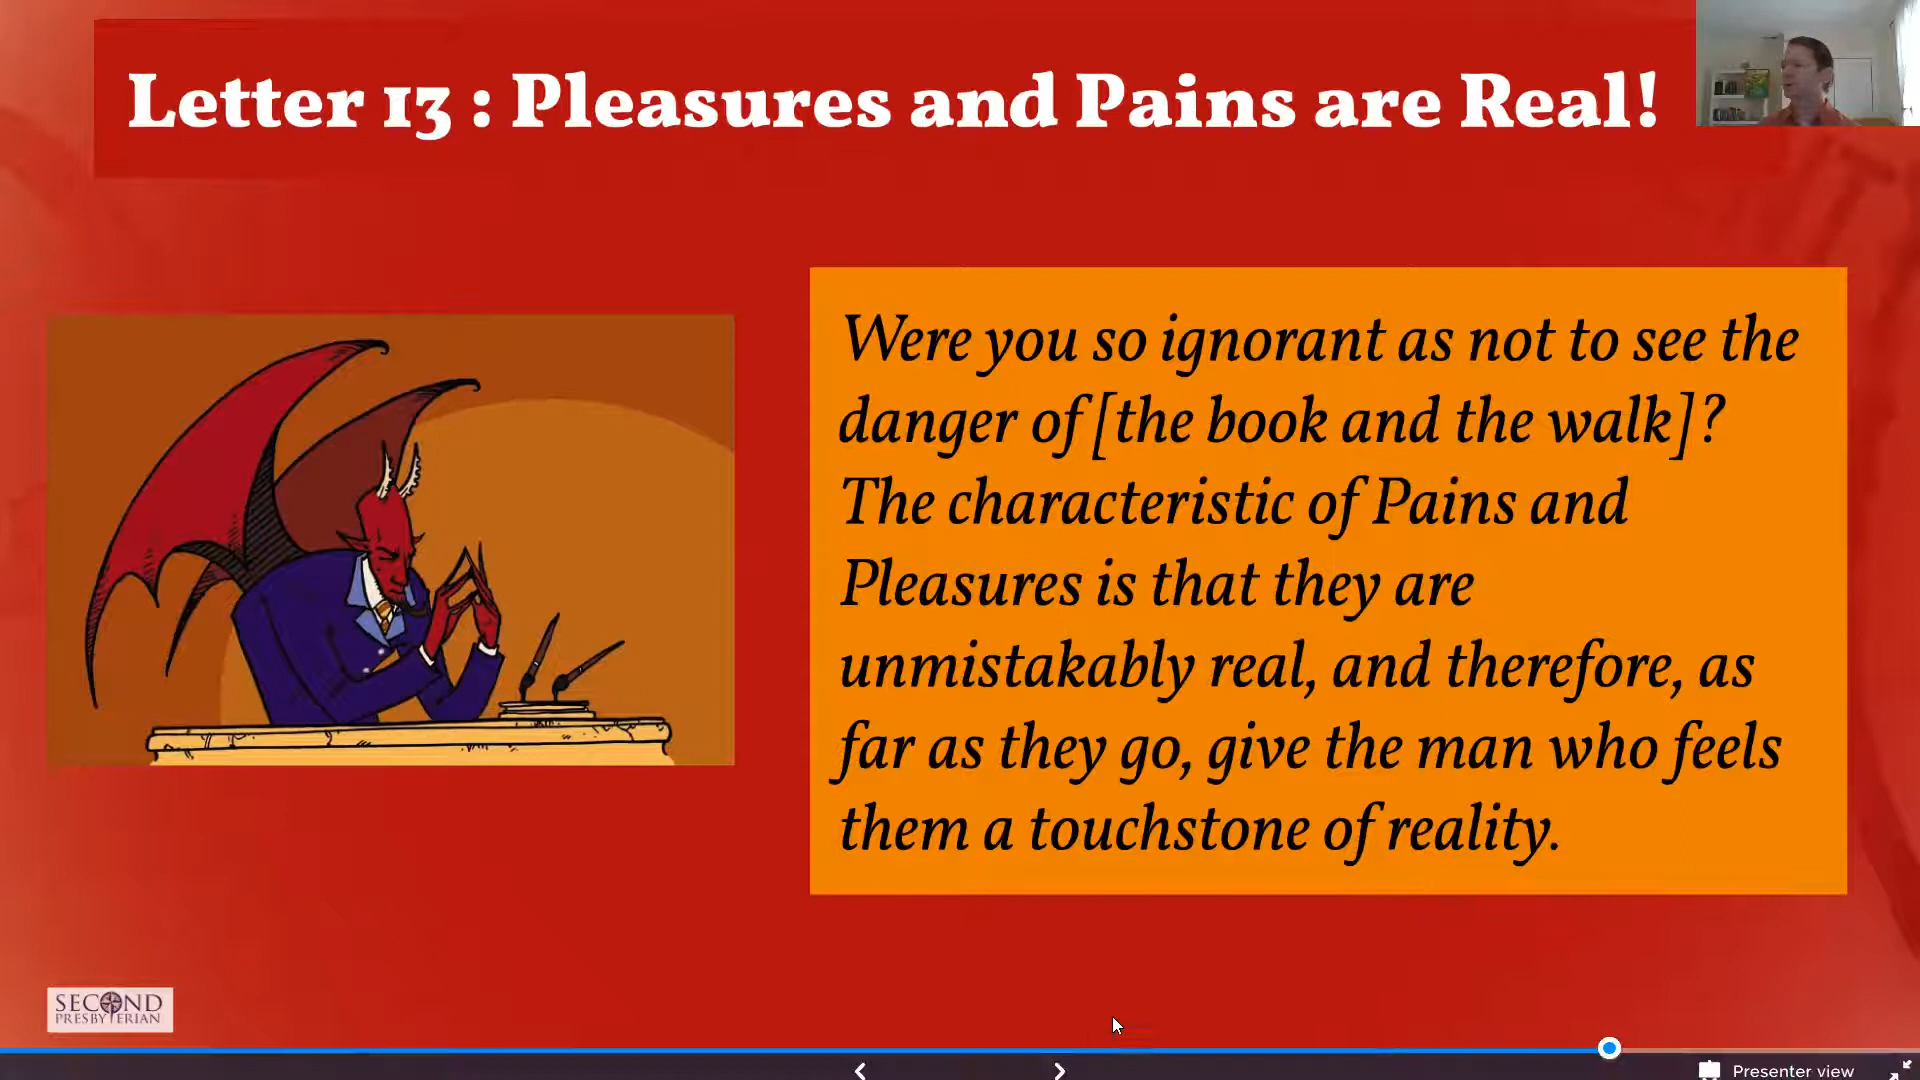 Letter 13 : Pleasures and Pains are Real!
Were you so ignorant as not to see the
danger of [the book and the walk]?
The characteristic of Pains and
Pleasures is that they are
unmistakably real, and therefore, as
far as they go, give the man who feels
them a touchstone of reality.
SECOND
PRESBYTERIAN
Presenter view